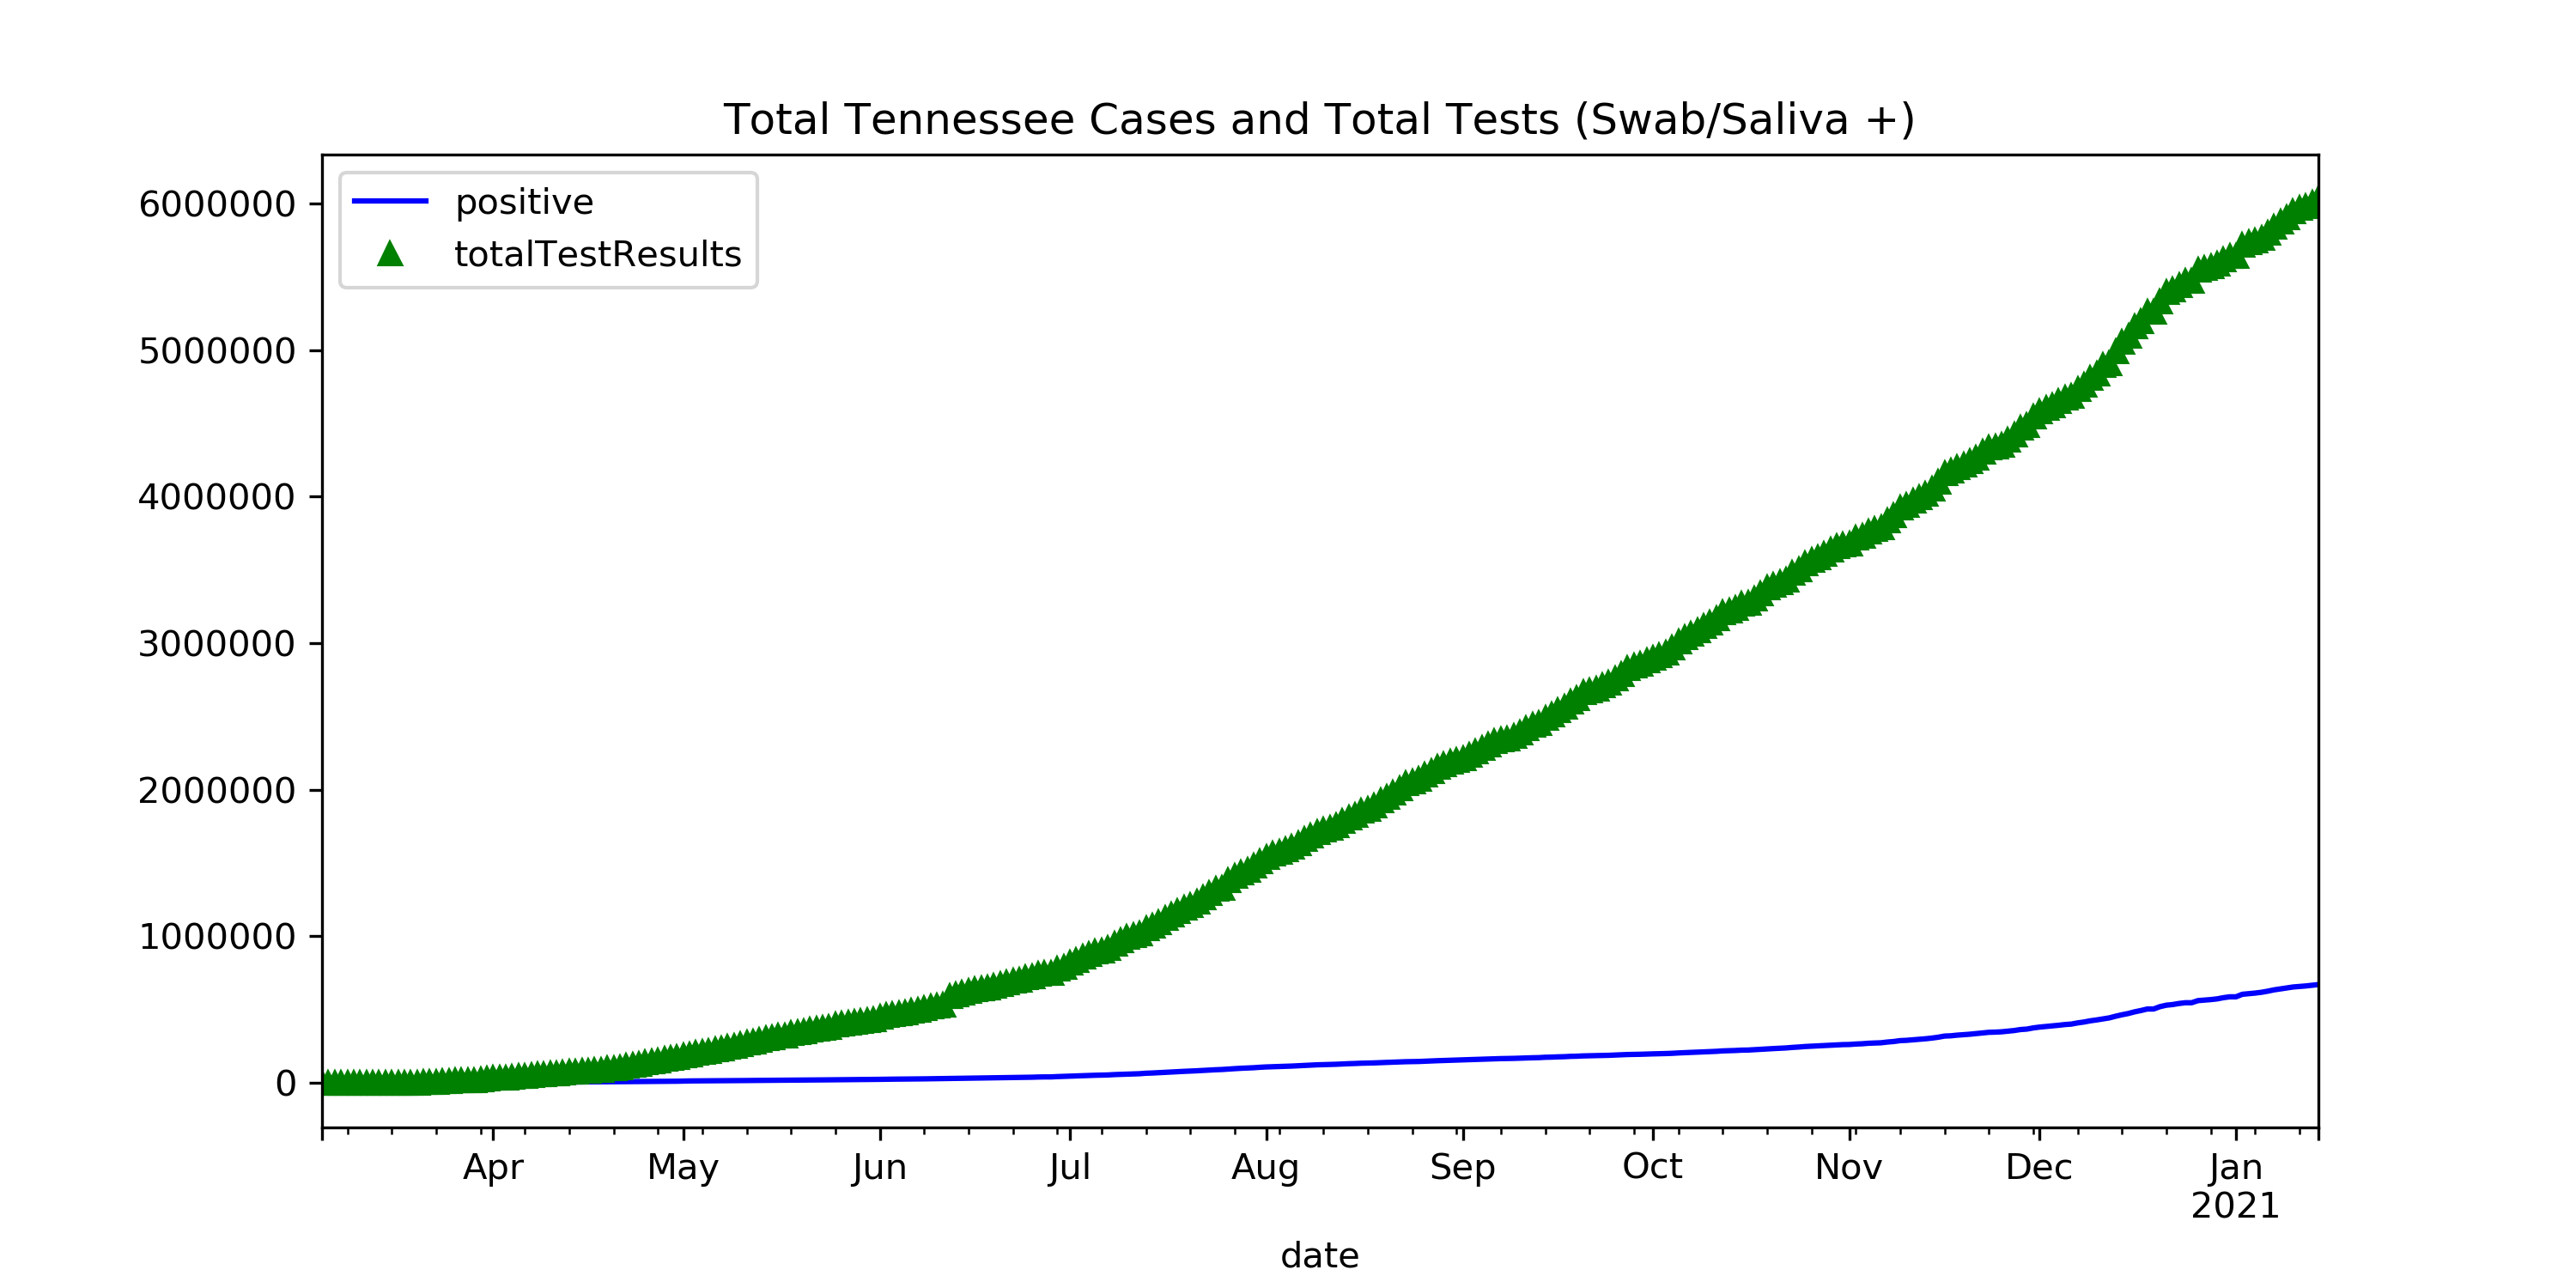 Total Tennessee Cases and Total Tests (Swab/Saliva +)
positive
totalTestResults
6000000
5000000
4000000
3000000
2000000
1000000
0
Apr May Jun Jul Aug Sep Oct Nov Dec Jan
2021
date